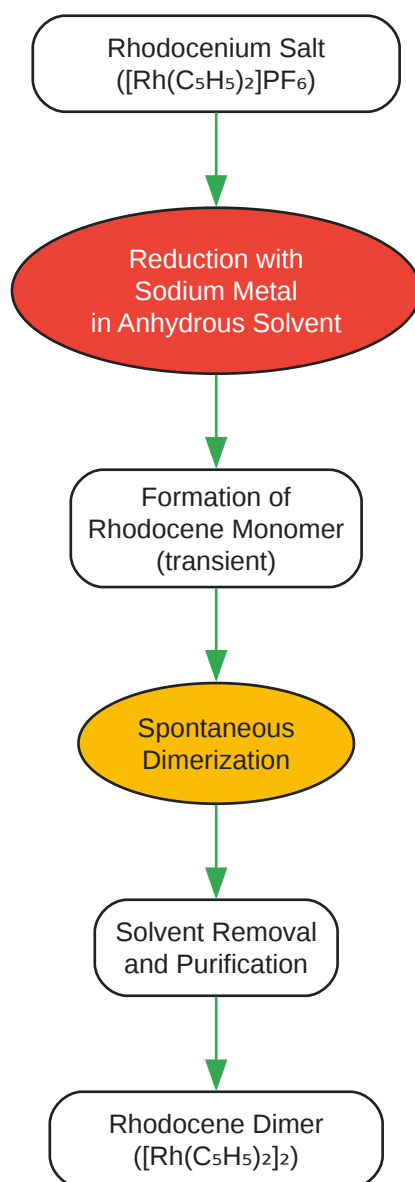 Rhodocenium Salt
([Rh(C₅H₅)₂]PF₆)
Reduction with
Sodium Metal
in Anhydrous Solvent
Formation of
Rhodocene Monomer
(transient)
Spontaneous
Dimerization
Solvent Removal
and Purification
Rhodocene Dimer
([Rh(C₅H₅)₂]₂)